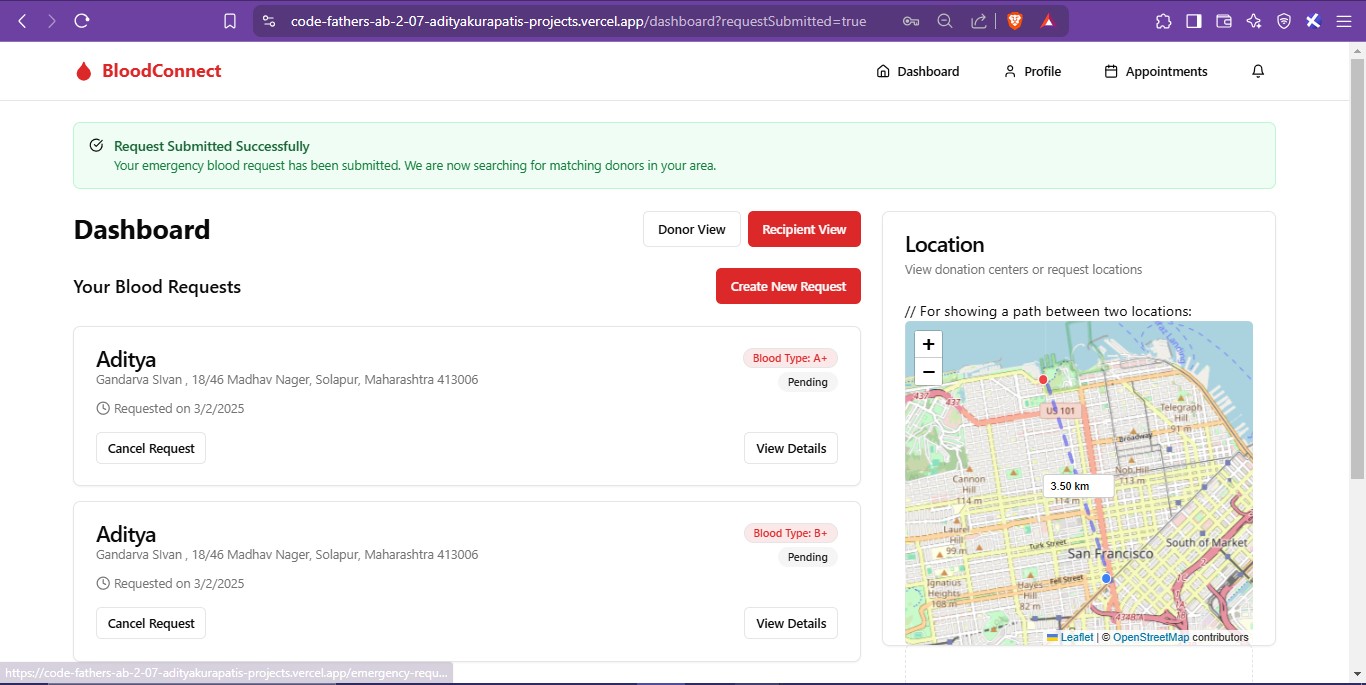 code-fathers-ab-2-07-adityakurapatis-projects.vercel.app/dashboard?requestSubmitted=true
BloodConnect
Dashboard
Profile
Appointments
Request Submitted Successfully
Your emergency blood request has been submitted. We are now searching for matching donors in your area.
Dashboard
Donor View
Recipient View
Your Blood Requests
Create New Request
Aditya
Blood Type: A+
Gandarva SIvan , 18/46 Madhav Nager, Solapur, Maharashtra 413006
Pending
Requested on 3/2/2025
Cancel Request
View Details
Aditya
Blood Type: B+
Gandarva SIvan , 18/46 Madhav Nager, Solapur, Maharashtra 413006
Pending
Requested on 3/2/2025
Cancel Request
View Details
Location
View donation centers or request locations
// For showing a path between two locations:
+
−
437
437
US 101
Telegraph
Hill
91 m
Broadway
Nob Hill
113 m
Cannon
Hill
114 m
3.50 km
114 m
Laurel
Hill
99 m
Turk Street
South of Market
San Francisco
Ignatius
Heights
108 m
Hayes
Hill
82 m
Fell Street
Leaflet | © OpenStreetMap contributors
https://code-fathers-ab-2-07-adityakurapatis-projects.vercel.app/emergency-requ...